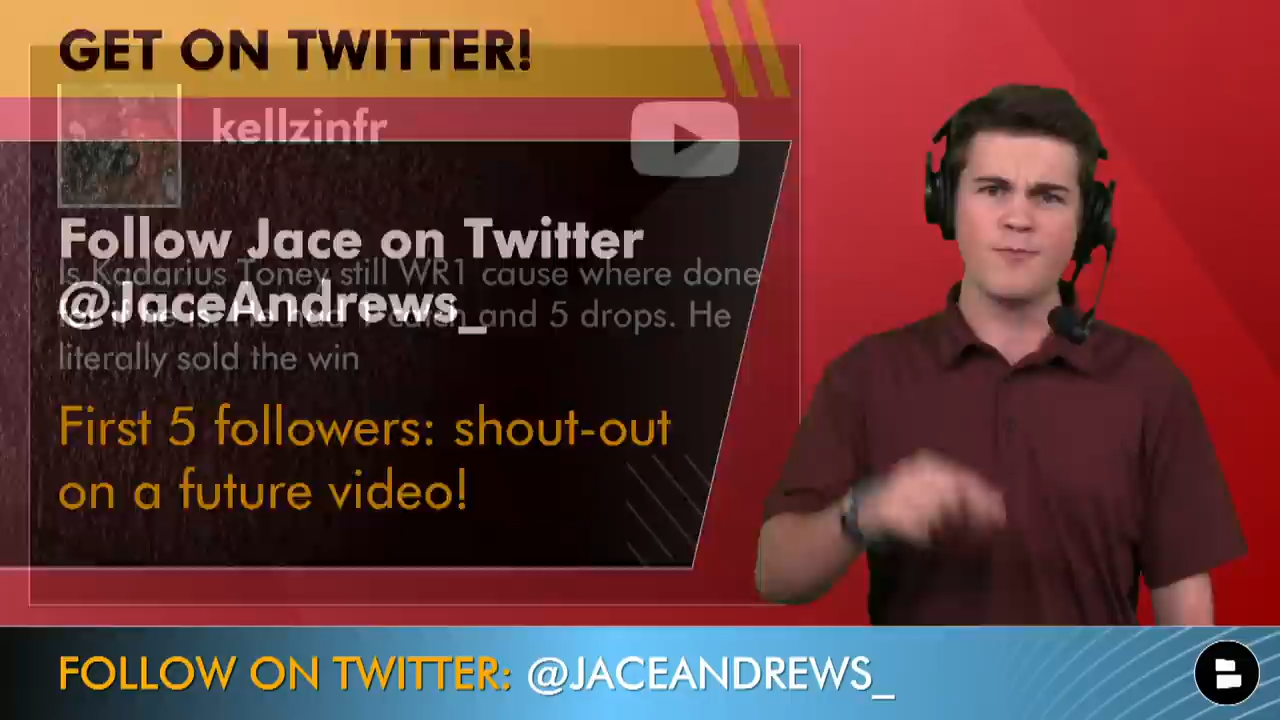 GET ON TWITTER!
kellzinfr
Follow Jace on Twitter
Is Kadarius Toney still WR1 cause where done
@JaceAndrews_
catch and 5 drops. He
literally sold the win
First 5 followers: shout-out
on a future video!
FOLLOW ON TWITTER: @JACEANDREWS_